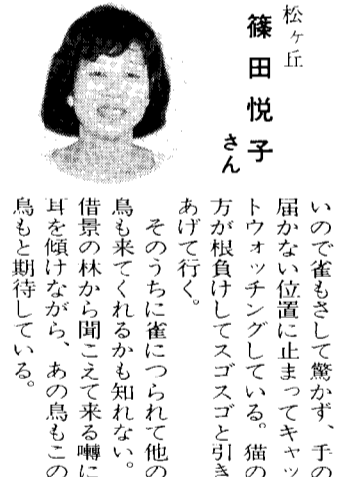 松ヶ丘
篠田悦子
さん
いので雀もさして驚かず、手の
届かない位置に止まってキャッ
トウォッチングしている。猫の
方が根負けしてスゴスゴと引き
あげて行く。
そのうちに雀につられて他の
鳥も来てくれるかも知れない。
借景の林から聞こえて来る囀に
耳を傾けながら、あの鳥もこの
鳥もと期待している。